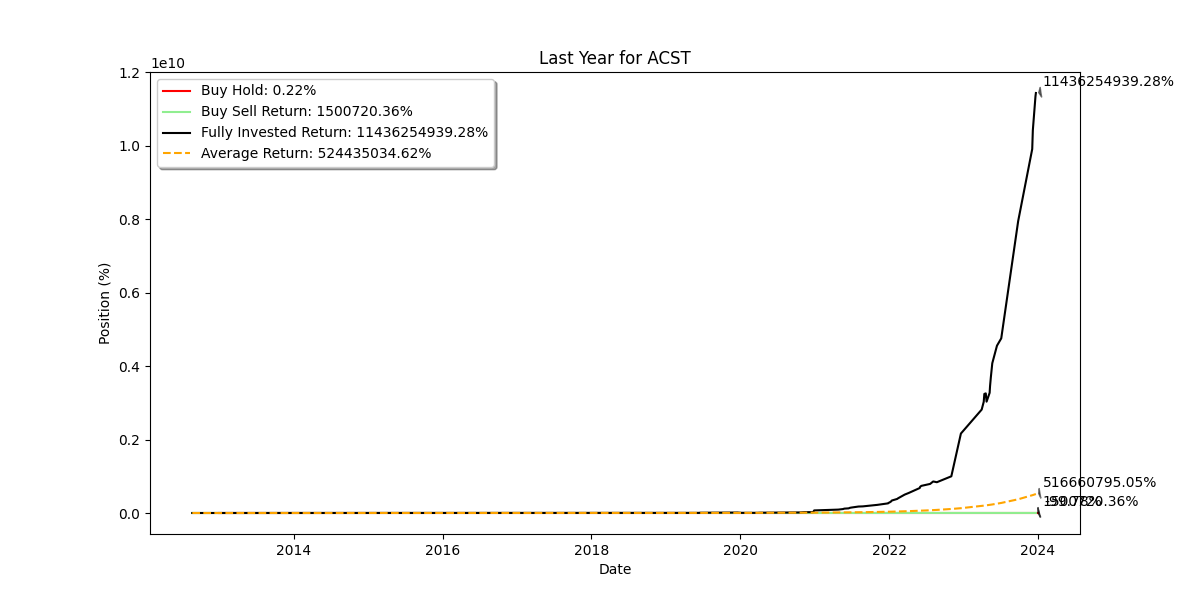 Last Year for ACST
1e10
1.2
1.0
0.8
0.6
0.4
0.2
0.0
Position (%)
Buy Hold: 0.22%
Buy Sell Return: 1500720.36%
Fully Invested Return: 11436254939.28%
Average Return: 524435034.62%
11436254939.28%
516660795.05%
1500720.36%
2014
2016
2018
2020
2022
2024
Date